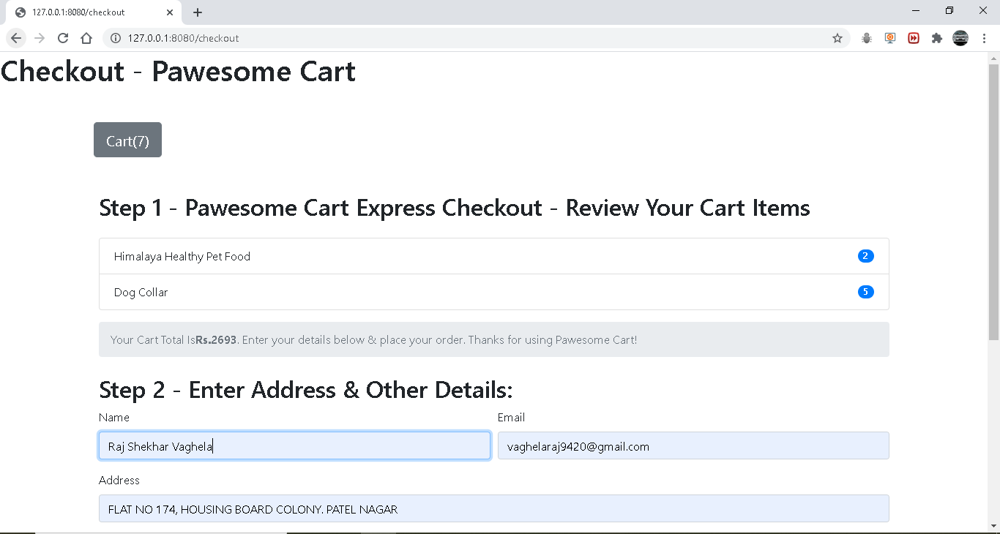 127.0.0.1:8080/checkout
127.0.0.1:8080/checkout
Checkout - Pawesome Cart
Cart(7)
Step 1 - Pawesome Cart Express Checkout - Review Your Cart Items
Himalaya Healthy Pet Food 2
Dog Collar 5
Your Cart Total IsRs.2693. Enter your details below & place your order. Thanks for using Pawesome Cart!
Step 2 - Enter Address & Other Details:
Name Email
Raj Shekhar Vaghela vaghelaraj9420@gmail.com
Address
FLAT NO 174, HOUSING BOARD COLONY. PATEL NAGAR